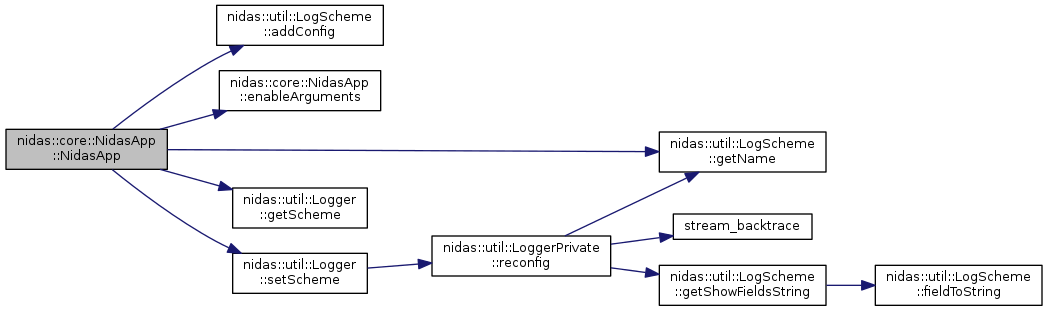 nidas::util::LogScheme
::addConfig
nidas::core::NidasApp
::enableArguments
nidas::core::NidasApp
::NidasApp
nidas::util::LogScheme
::getName
nidas::util::Logger
::getScheme
stream_backtrace
nidas::util::LoggerPrivate
::reconfig
nidas::util::Logger
::setScheme
nidas::util::LogScheme
::getShowFieldsString
nidas::util::LogScheme
::fieldToString